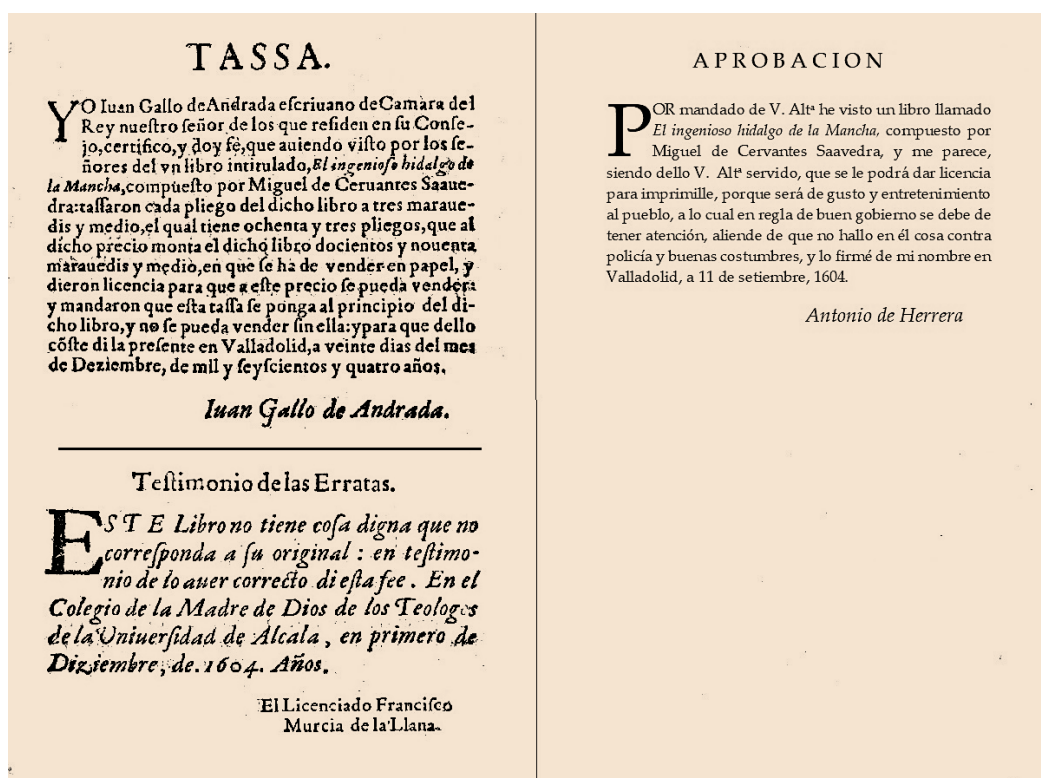 TASSA.
YO Iuan Gallo de Andrada eſcriuano de Camara del
Rey nueſtro ſeñor de los que reſiden en ſu Conſe-
jo, certifico, y doy fè, que auiendo viſto por los ſe-
ñores del vn libro intitulado, El ingenioſo hidalgo de
la Mancha, compueſto por Miguel de Ceruantes Saaue-
dra: taſſaron cada pliego del dicho libro a tres maraue-
dis y medio, el qual tiene ochenta y tres pliegos, que al
dicho precio monta el dicho libro docientos y nouenta
marauedis y medio, en que ſe ha de vender en papel, y
dieron licencia para que a eſte precio ſe pueda vender:
y mandaron que eſta taſſa ſe ponga al principio del di-
cho libro, y no ſe pueda vender ſin ella: y para que dello
cõſte di la preſente en Valladolid, a veinte dias del mes
de Deziembre, de mil y ſeyſcientos y quatro años.
Iuan Gallo de Andrada.
Teſtimonio de las Erratas.
ESTE Libro no tiene coſa digna que no
correſponda a ſu original : en teſtimo-
nio de lo auer correcto di eſta fee . En el
Colegio de la Madre de Dios de los Teologos
de la Vniuerſidad de Alcala , en primero de
Diziembre, de. 1604. Años.
El Licenciado Franciſco
Murcia de la Llana.
APROBACION
POR mandado de V. Altª he visto un libro llamado
El ingenioso hidalgo de la Mancha, compuesto por
Miguel de Cervantes Saavedra, y me parece,
siendo dello V. Altª servido, que se le podrá dar licencia
para imprimille, porque será de gusto y entretenimiento
al pueblo, a lo cual en regla de buen gobierno se debe de
tener atención, aliende de que no hallo en él cosa contra
policía y buenas costumbres, y lo firmé de mi nombre en
Valladolid, a 11 de setiembre, 1604.
Antonio de Herrera